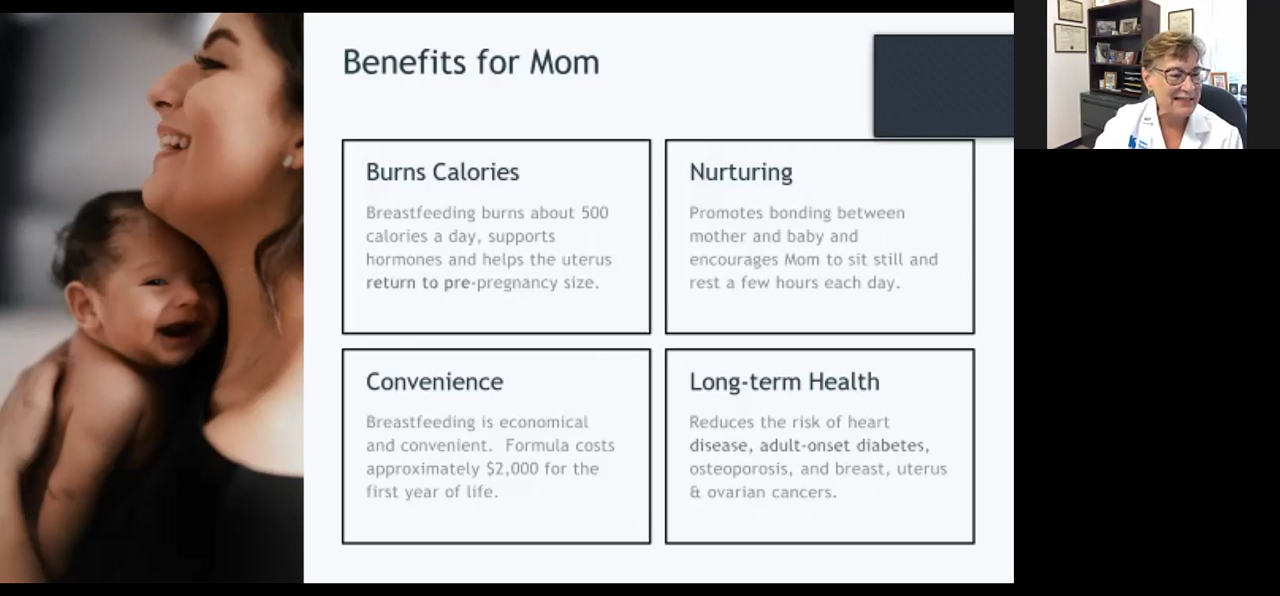 Benefits for Mom
Burns Calories
Breastfeeding burns about 500
calories a day, supports
hormones and helps the uterus
return to pre-pregnancy size.
Nurturing
Promotes bonding between
mother and baby and
encourages Mom to sit still and
rest a few hours each day.
Convenience
Breastfeeding is economical
and convenient.  Formula costs
approximately $2,000 for the
first year of life.
Long-term Health
Reduces the risk of heart
disease, adult-onset diabetes,
osteoporosis, and breast, uterus
& ovarian cancers.